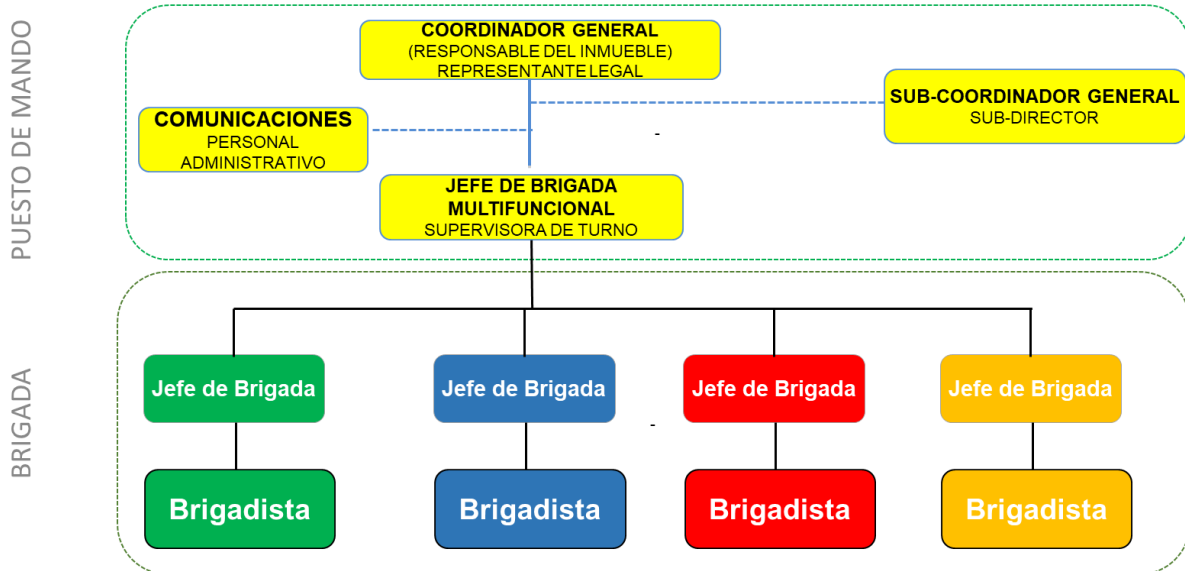 PUESTO DE MANDO
COORDINADOR GENERAL
(RESPONSABLE DEL INMUEBLE)
REPRESENTANTE LEGAL
COMUNICACIONES
PERSONAL
ADMINISTRATIVO
-
SUB-COORDINADOR GENERAL
SUB-DIRECTOR
JEFE DE BRIGADA
MULTIFUNCIONAL
SUPERVISORA DE TURNO
BRIGADA
Jefe de Brigada
Jefe de Brigada
Jefe de Brigada
Jefe de Brigada
-
Brigadista
Brigadista
Brigadista
Brigadista